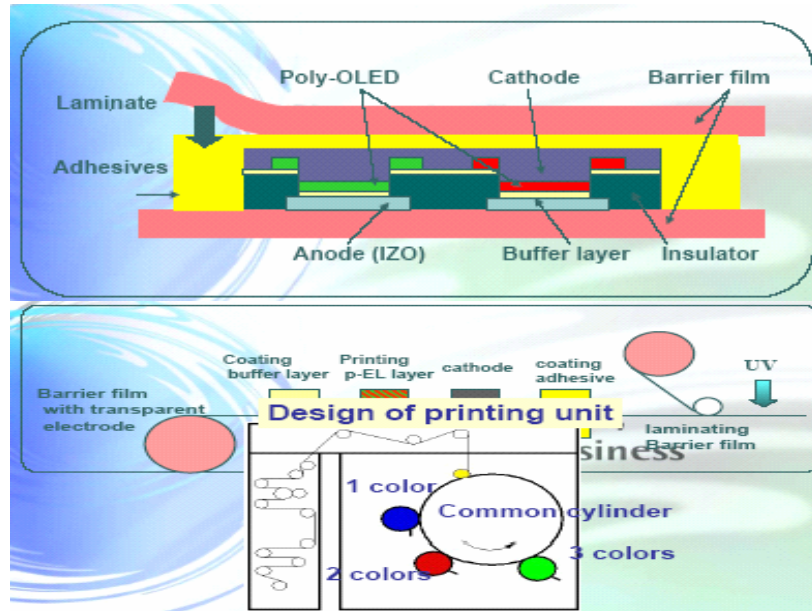 Poly-OLED
Cathode
Barrier film
Laminate
Adhesives
Anode (IZO)
Buffer layer
Insulator
Coating
buffer layer
Printing
p-EL layer
cathode
coating
adhesive
UV
Barrier film
with transparent
electrode
laminating
Barrier film
Design of printing unit
siness
1 color
Common cylinder
2 colors
3 colors